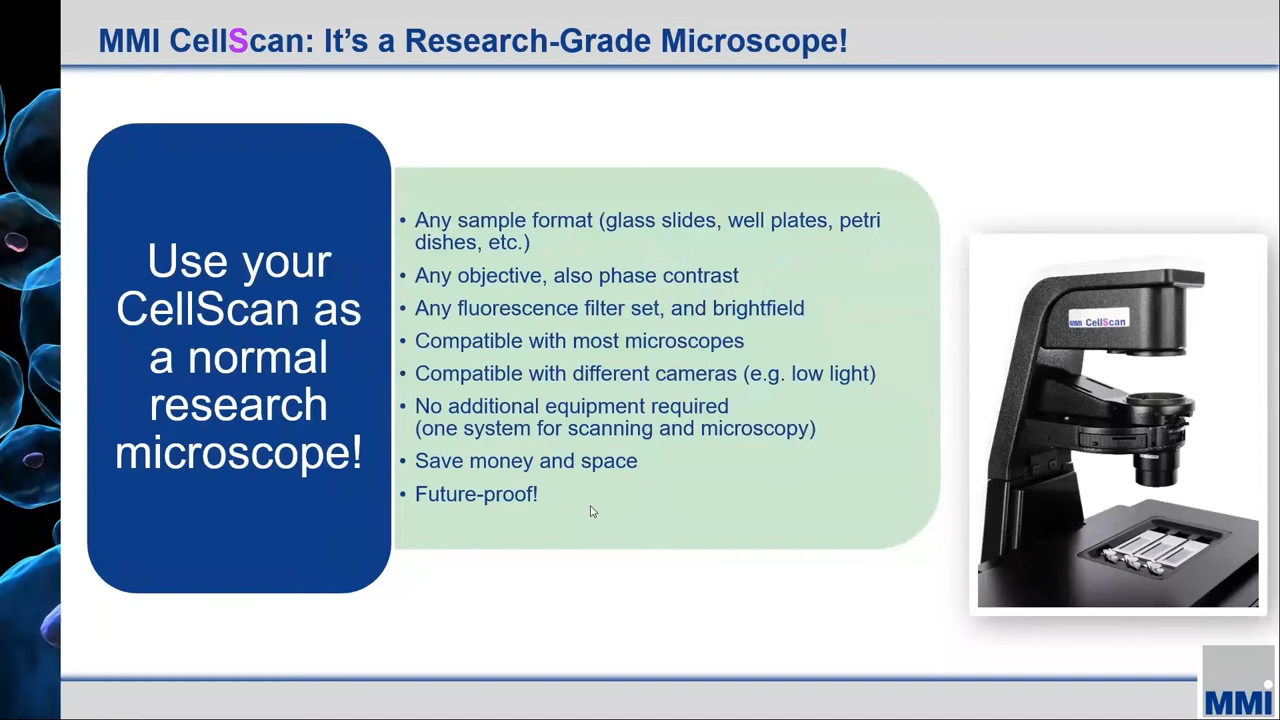 MMI CellScan: It's a Research-Grade Microscope!
Use your
CellScan as
a normal
research
microscope!
• Any sample format (glass slides, well plates, petri
dishes, etc.)
• Any objective, also phase contrast
• Any fluorescence filter set, and brightfield
• Compatible with most microscopes
• Compatible with different cameras (e.g. low light)
• No additional equipment required
(one system for scanning and microscopy)
• Save money and space
• Future-proof!
MMI CellScan
MMI